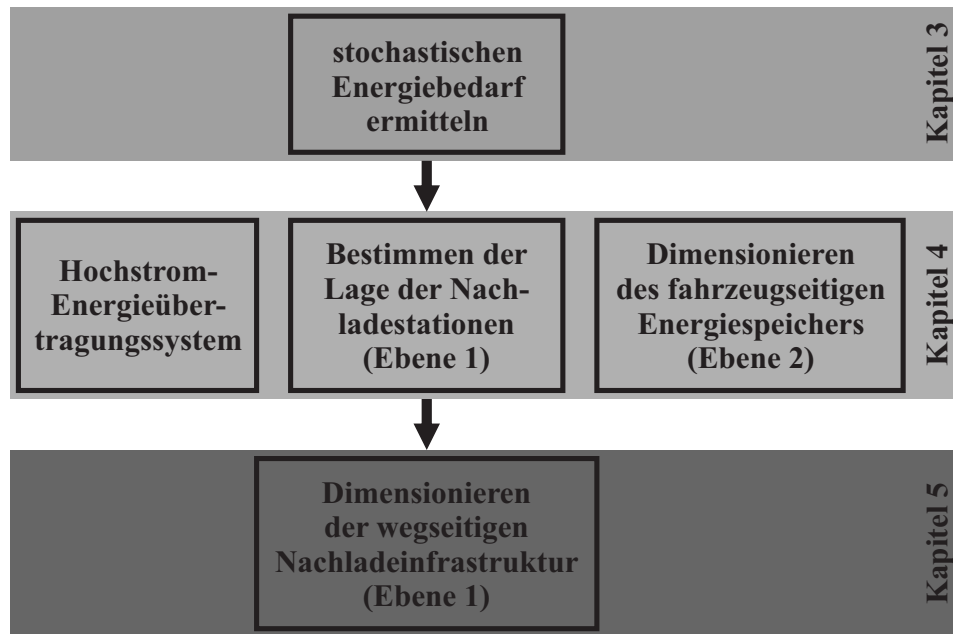 stochastischen
Energiebedarf
ermitteln
Kapitel 3
Hochstrom-
Energieüber-
tragungssystem
Bestimmen der
Lage der Nach-
ladestationen
(Ebene 1)
Dimensionieren
des fahrzeugseitigen
Energiespeichers
(Ebene 2)
Kapitel 4
Dimensionieren
der wegseitigen
Nachladeinfrastruktur
(Ebene 1)
Kapitel 5